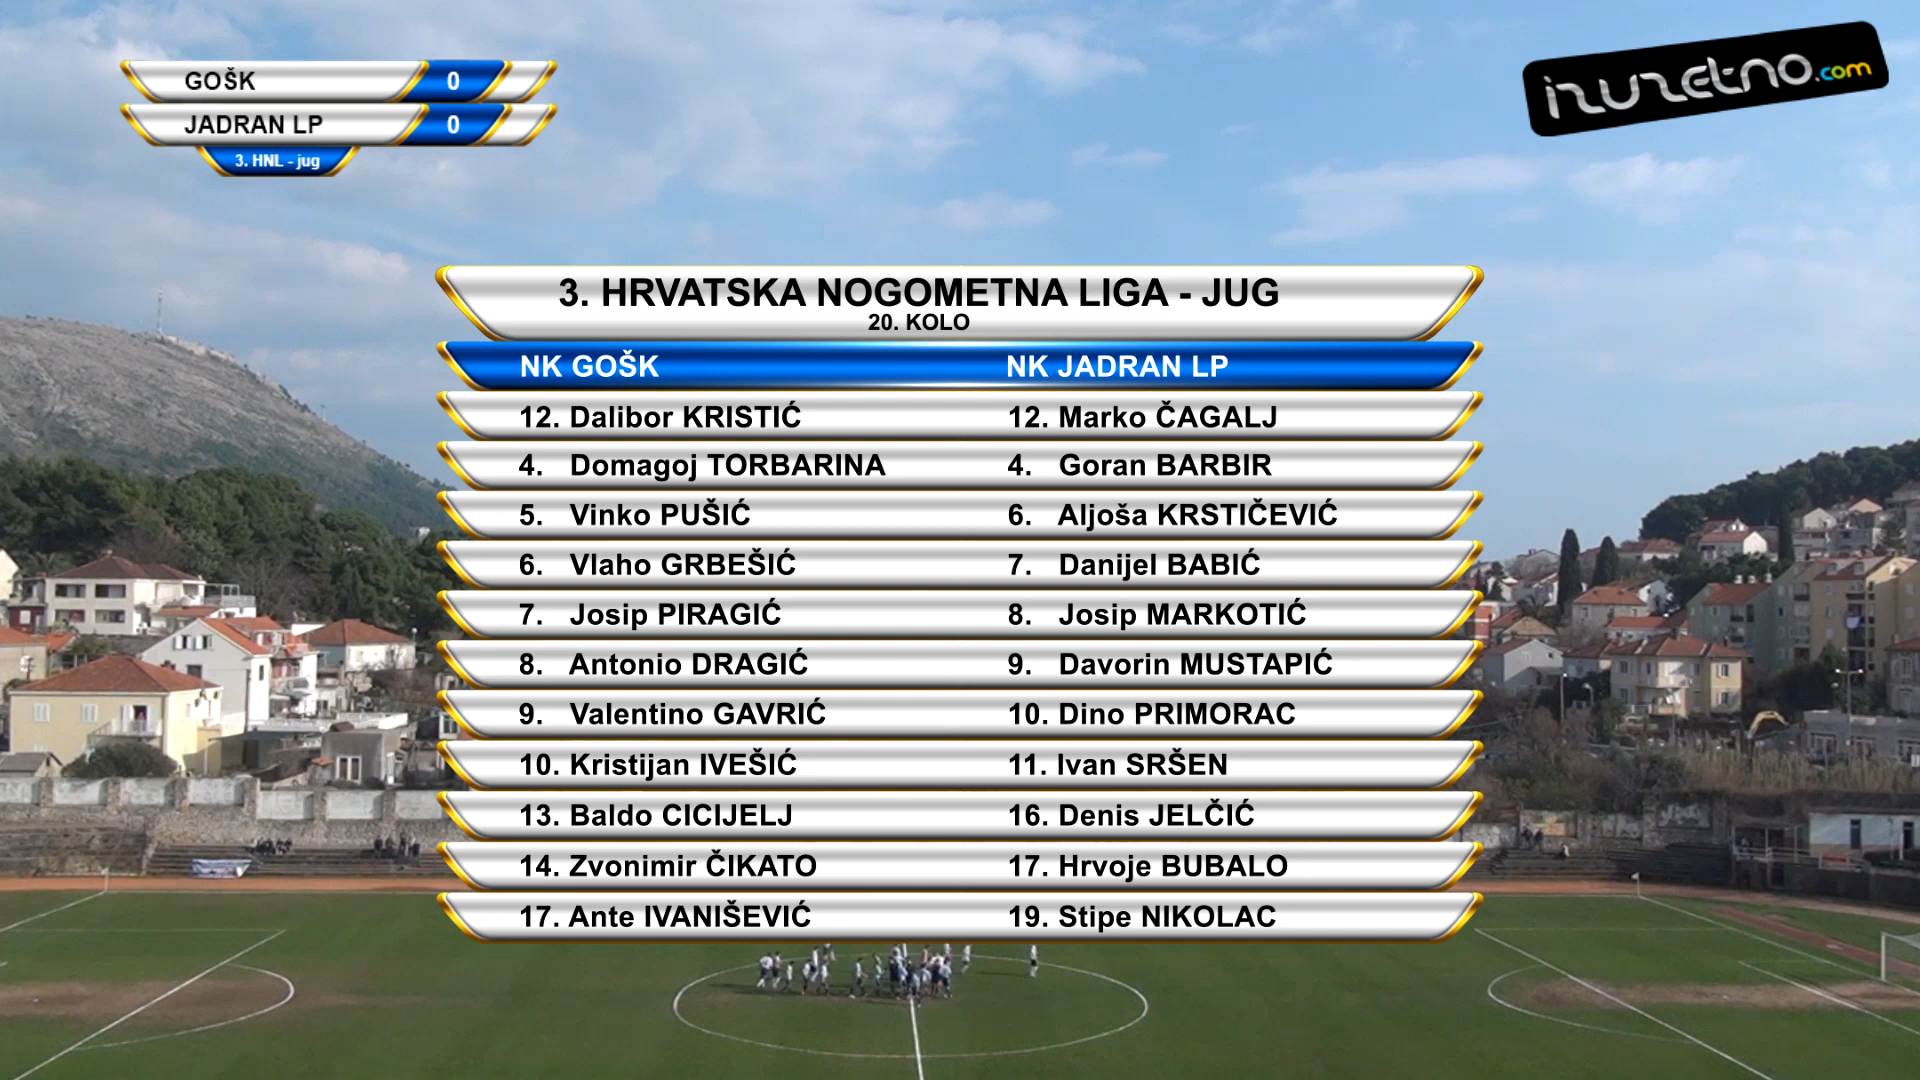 GOŠK 0
JADRAN LP 0
3. HNL - jug
izuzetno.com
3. HRVATSKA NOGOMETNA LIGA - JUG
20. KOLO
NK GOŠK NK JADRAN LP
12. Dalibor KRISTIĆ 12. Marko ČAGALJ
4. Domagoj TORBARINA 4. Goran BARBIR
5. Vinko PUŠIĆ 6. Aljoša KRSTIČEVIĆ
6. Vlaho GRBEŠIĆ 7. Danijel BABIĆ
7. Josip PIRAGIĆ 8. Josip MARKOTIĆ
8. Antonio DRAGIĆ 9. Davorin MUSTAPIĆ
9. Valentino GAVRIĆ 10. Dino PRIMORAC
10. Kristijan IVEŠIĆ 11. Ivan SRŠEN
13. Baldo CICIJELJ 16. Denis JELČIĆ
14. Zvonimir ČIKATO 17. Hrvoje BUBALO
17. Ante IVANIŠEVIĆ 19. Stipe NIKOLAC